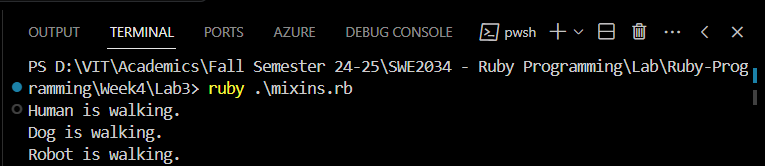 OUTPUT TERMINAL PORTS AZURE DEBUG CONSOLE pwsh
PS D:\VIT\Academics\Fall Semester 24-25\SWE2034 - Ruby Programming\Lab\Ruby-Prog
ramming\Week4\Lab3> ruby .\mixins.rb
Human is walking.
Dog is walking.
Robot is walking.